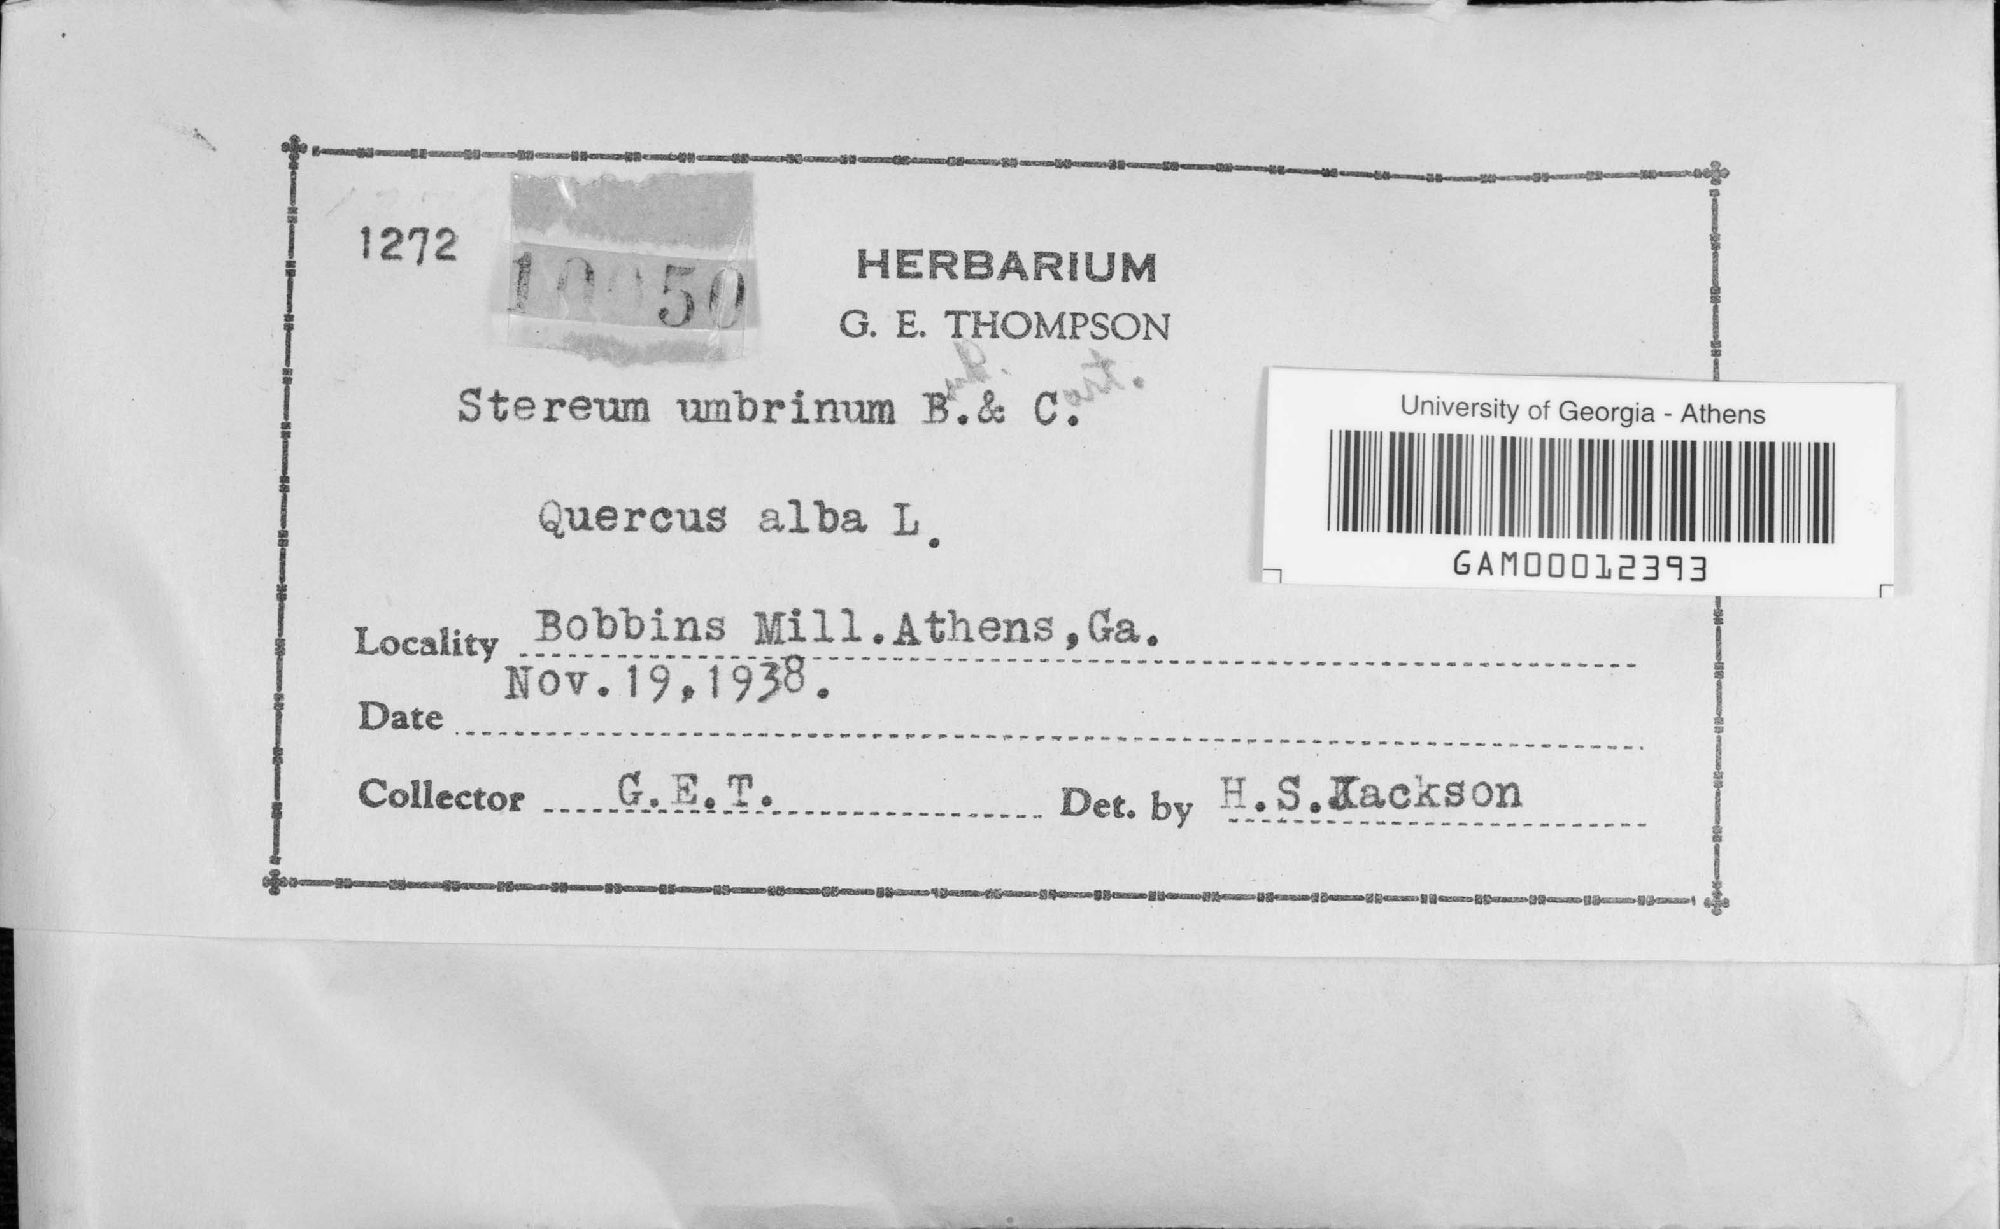 1272
HERBARIUM
G. E. THOMPSON
Stereum umbrinum B.& C.
Quercus alba L.
University of Georgia - Athens
GAM00012393
Locality Bobbins Mill.Athens,Ga.
Date Nov.19,1938.
Collector G.E.T. Det. by H.S.Jackson